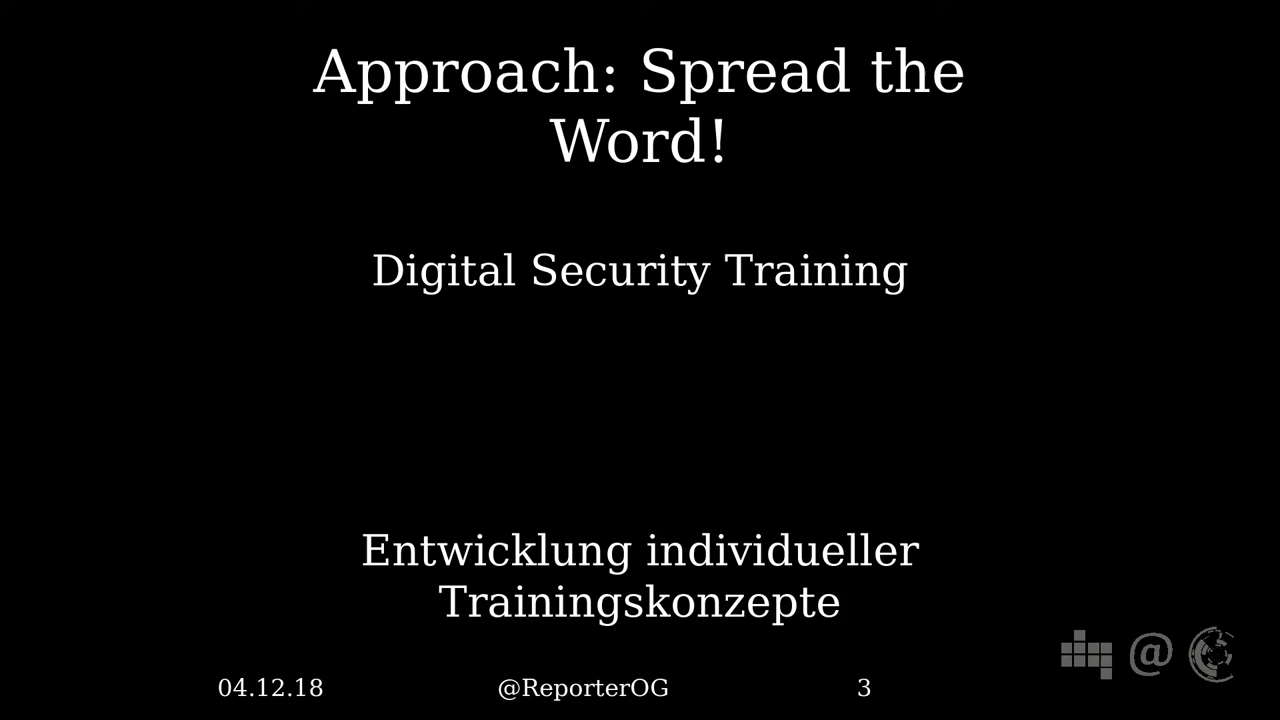 Approach: Spread the
Word!
Digital Security Training
Entwicklung individueller
Trainingskonzepte
@
04.12.18 @ReporterOG 3